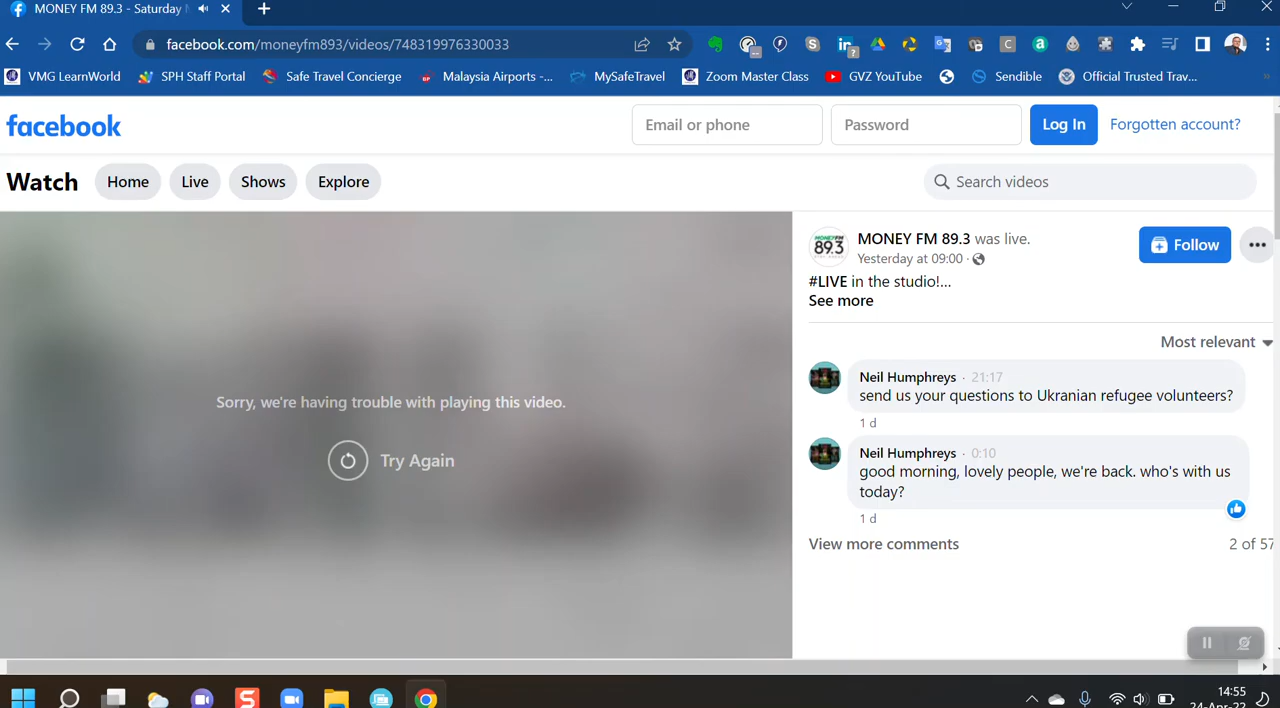 MONEY FM 89.3 - Saturday
facebook.com/moneyfm893/videos/748319976330033
VMG LearnWorld
SPH Staff Portal
Safe Travel Concierge
Malaysia Airports -...
MySafeTravel
Zoom Master Class
GVZ YouTube
Sendible
Official Trusted Trav...
facebook
Email or phone
Password
Log In
Forgotten account?
Watch
Home
Live
Shows
Explore
Search videos
Sorry, we're having trouble with playing this video.
Try Again
MONEY FM 89.3 was live.
Yesterday at 09:00 ·
Follow
#LIVE in the studio!...
See more
Most relevant
Neil Humphreys · 21:17
send us your questions to Ukranian refugee volunteers?
1 d
Neil Humphreys · 0:10
good morning, lovely people, we're back. who's with us
today?
1 d
View more comments
2 of 57
14:55
24-Apr-22